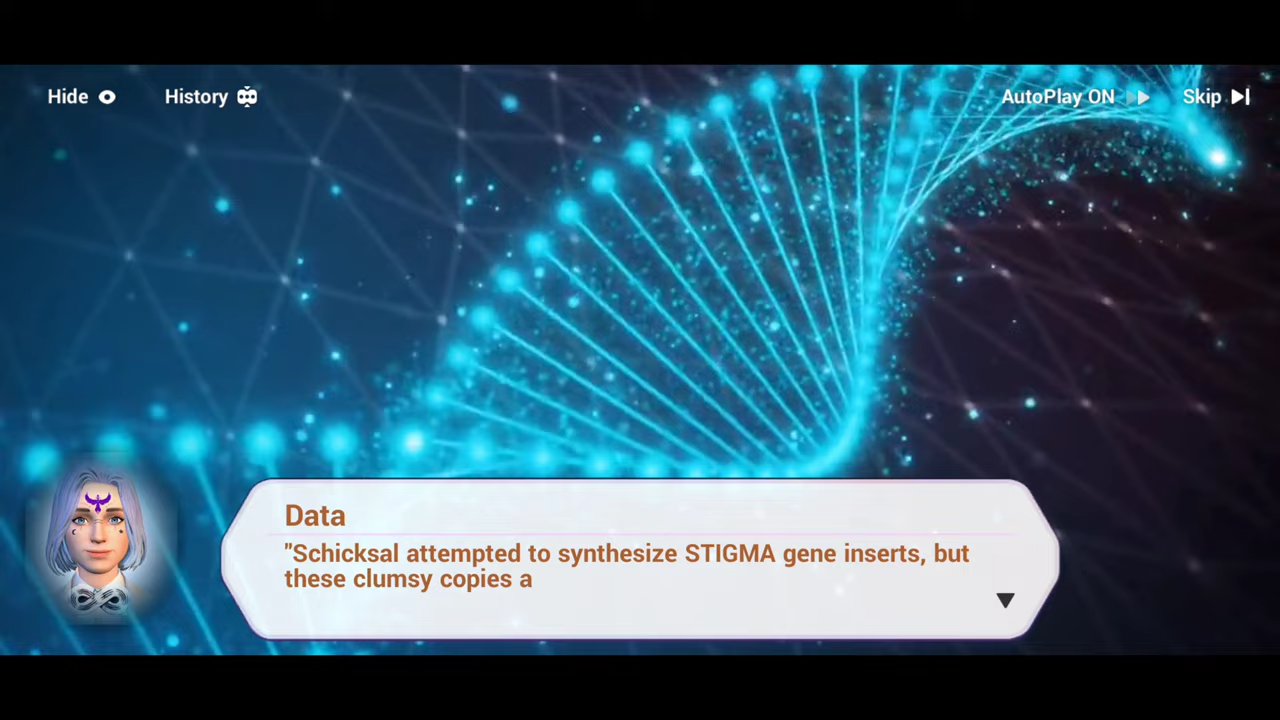 Hide
History
AutoPlay ON
Skip
Data
"Schicksal attempted to synthesize STIGMA gene inserts, but
these clumsy copies a